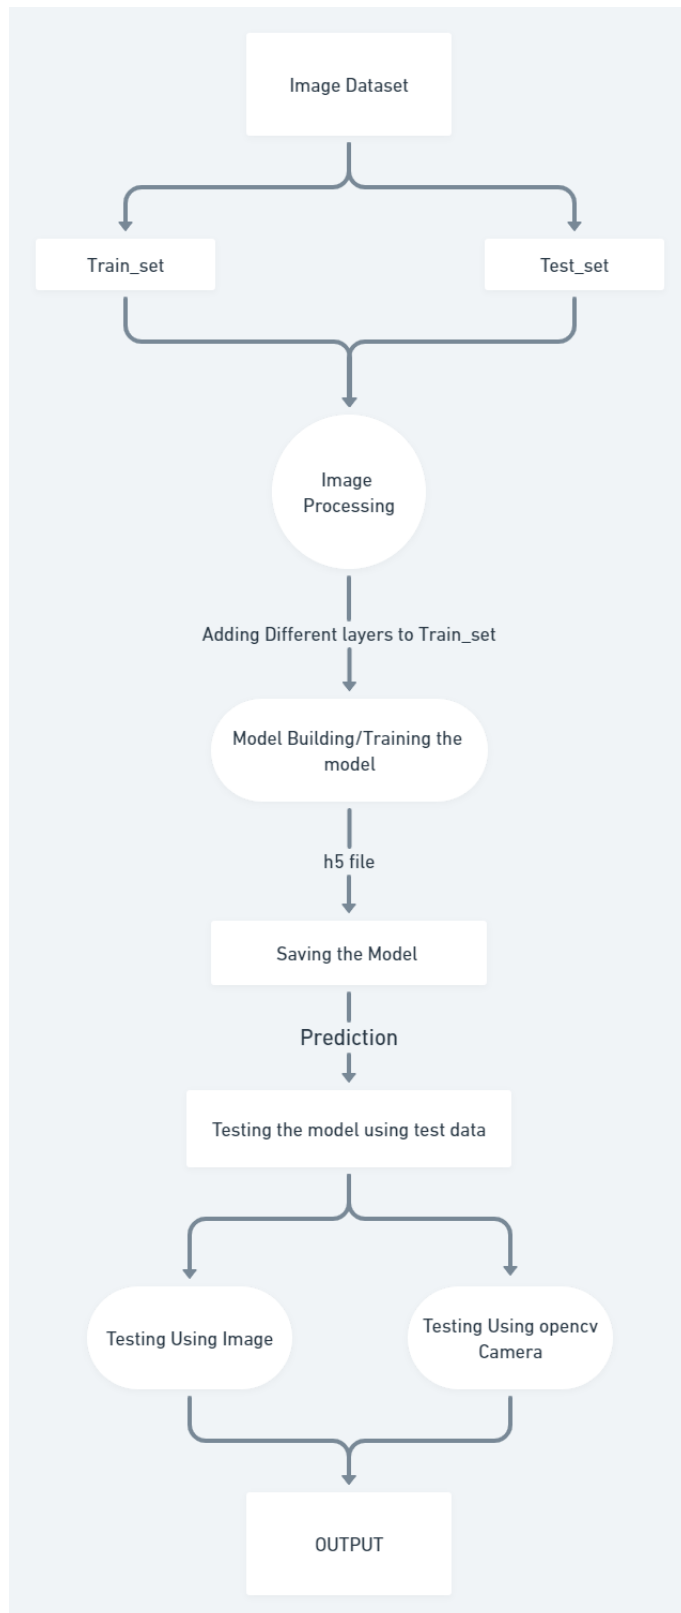 Image Dataset
Train_set
Test_set
Image
Processing
Adding Different layers to Train_set
Model Building/Training the
model
h5 file
Saving the Model
Prediction
Testing the model using test data
Testing Using Image
Testing Using opencv
Camera
OUTPUT